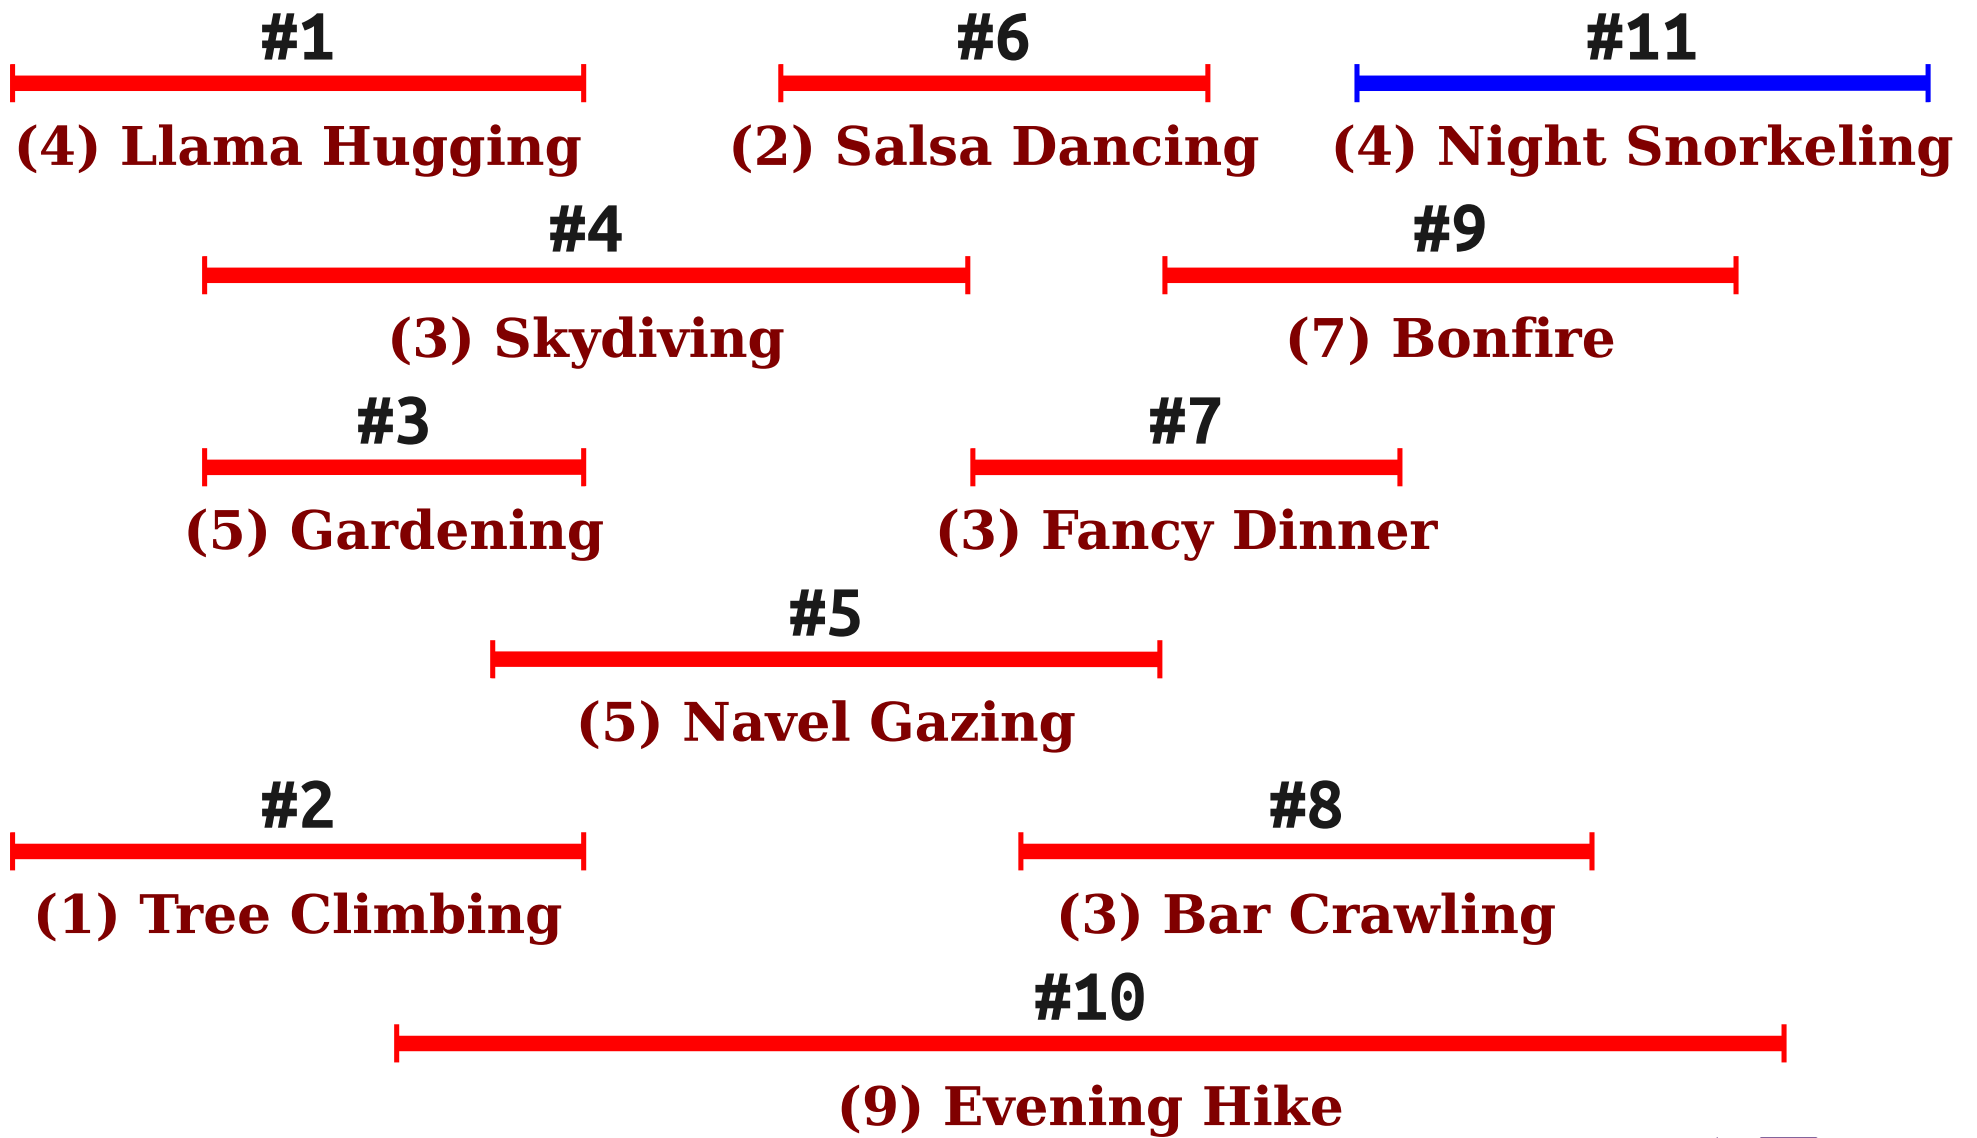 #1 #6 #11
(4) Llama Hugging (2) Salsa Dancing (4) Night Snorkeling
#4 #9
(3) Skydiving (7) Bonfire
#3 #7
(5) Gardening (3) Fancy Dinner
#5
(5) Navel Gazing
#2 #8
(1) Tree Climbing (3) Bar Crawling
#10
(9) Evening Hike